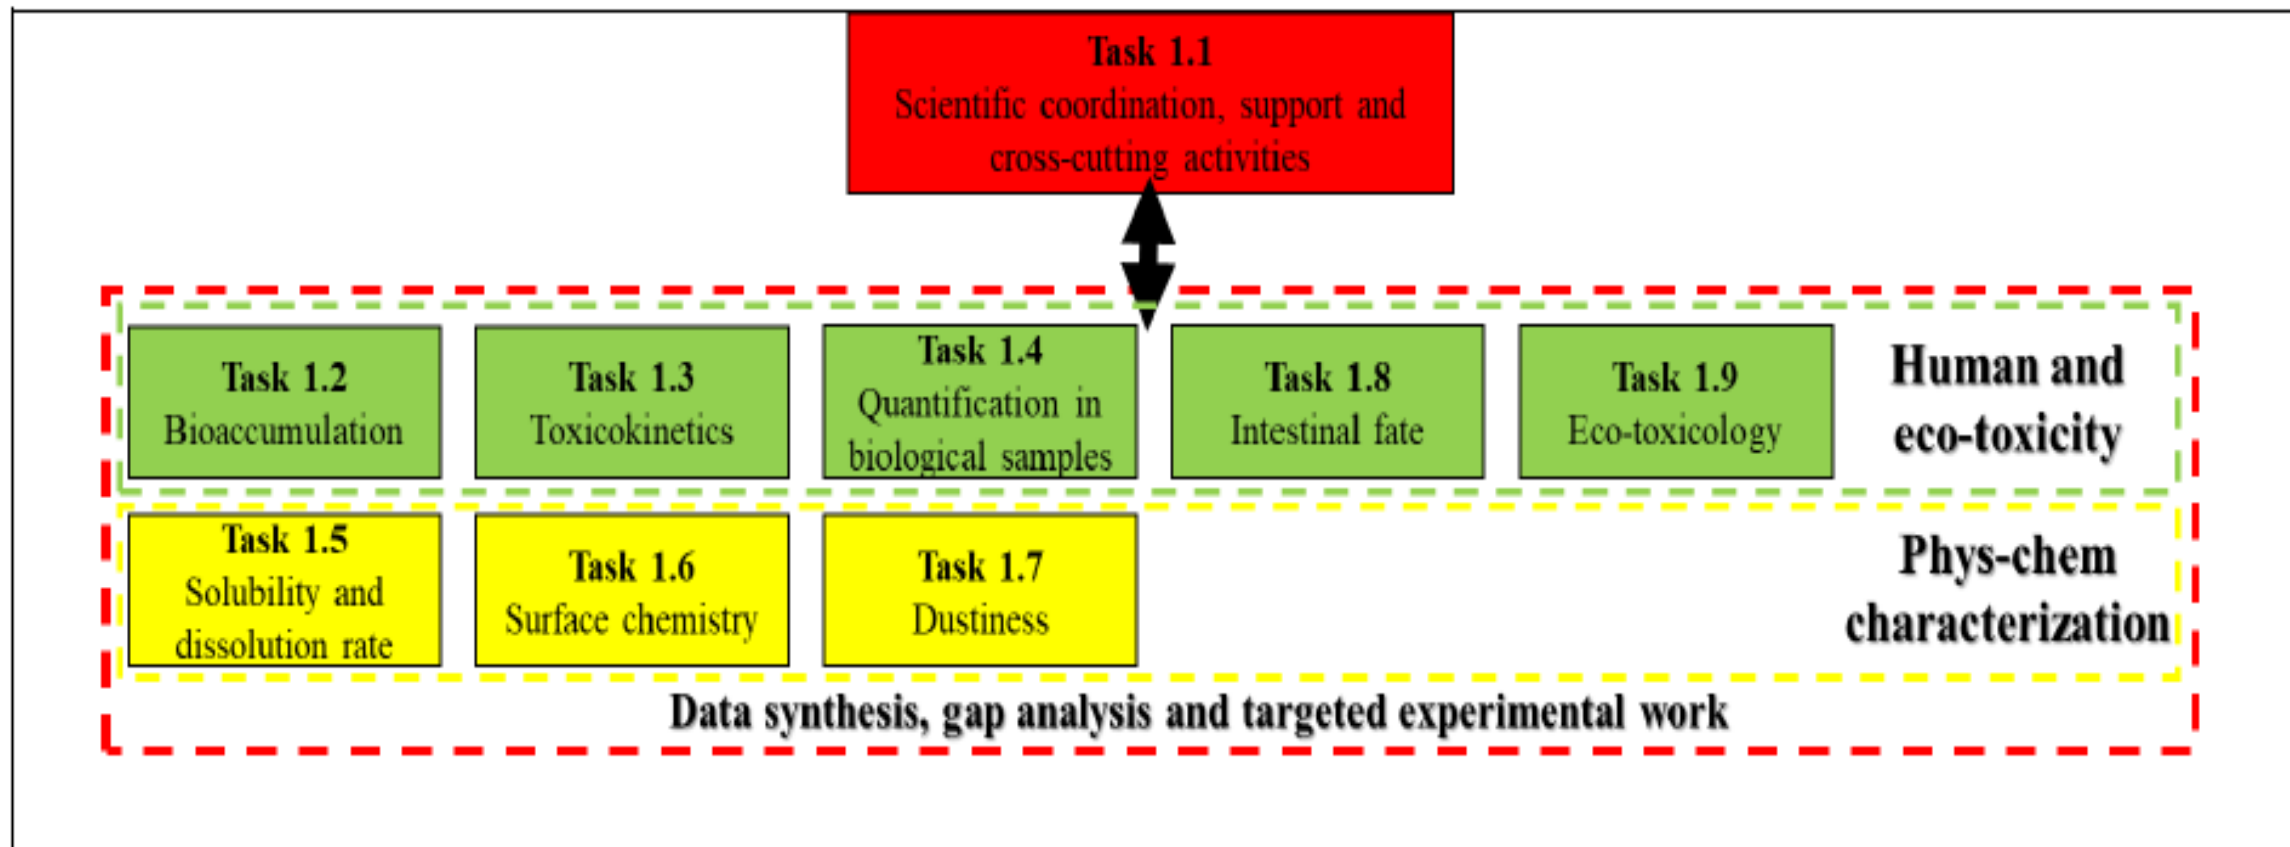 Task 1.1
Scientific coordination, support and
cross-cutting activities
Task 1.2
Bioaccumulation
Task 1.3
Toxicokinetics
Task 1.4
Quantification in
biological samples
Task 1.8
Intestinal fate
Task 1.9
Eco-toxicology
Human and
eco-toxicity
Task 1.5
Solubility and
dissolution rate
Task 1.6
Surface chemistry
Task 1.7
Dustiness
Phys-chem
characterization
Data synthesis, gap analysis and targeted experimental work